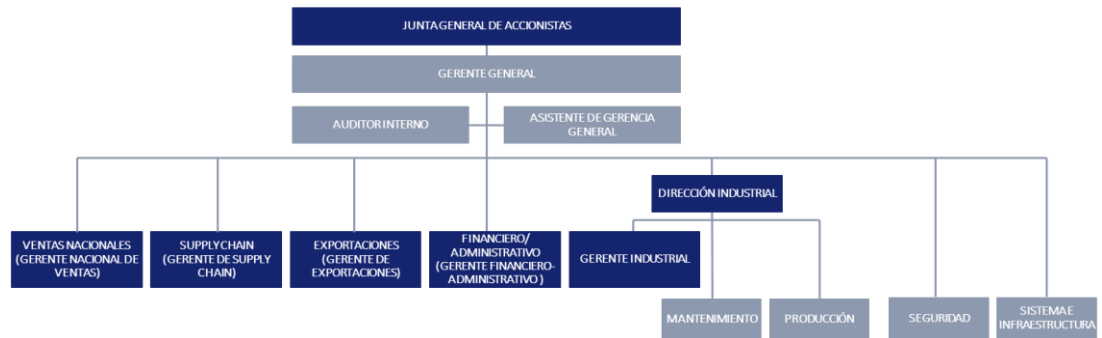 JUNTA GENERAL DE ACCIONISTAS
GERENTE GENERAL
AUDITOR INTERNO
ASISTENTE DE GERENCIA
GENERAL
DIRECCIÓN INDUSTRIAL
VENTAS NACIONALES
(GERENTE NACIONAL DE
VENTAS)
SUPPLY CHAIN
(GERENTE DE SUPPLY
CHAIN)
EXPORTACIONES
(GERENTE DE
EXPORTACIONES)
FINANCIERO/
ADMINISTRATIVO
(GERENTE FINANCIERO-
ADMINISTRATIVO )
GERENTE INDUSTRIAL
MANTENIMIENTO
PRODUCCIÓN
SEGURIDAD
SISTEMA E
INFRAESTRUCTURA